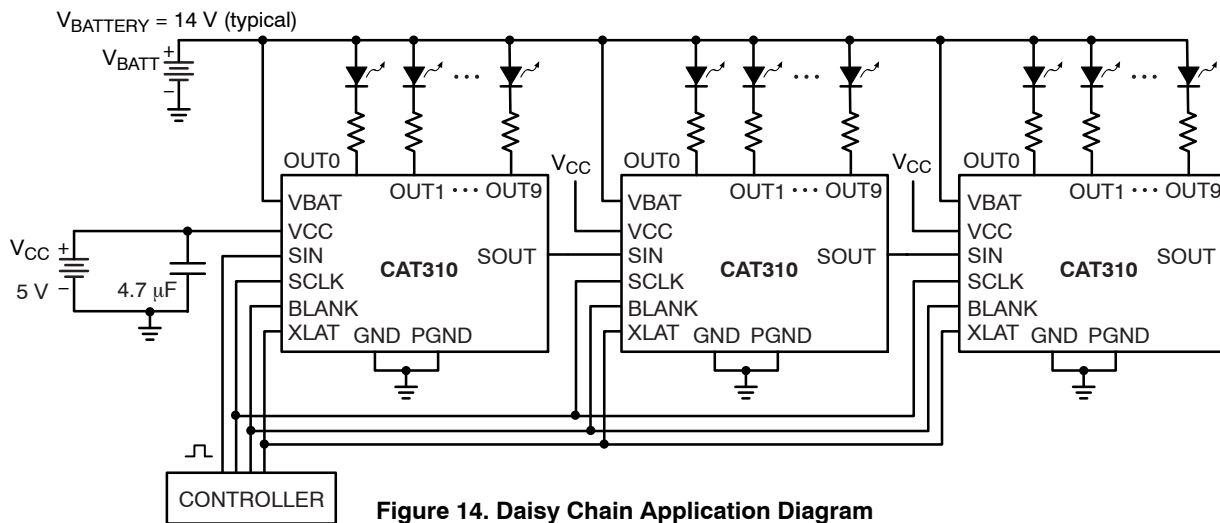 VBATTERY = 14 V (typical)
VBATT
+
−
OUT0
OUT1 ··· OUT9
VBAT
VCC
SIN
SCLK
BLANK
XLAT
CAT310
SOUT
GND PGND
VCC
OUT0
OUT1 ··· OUT9
VBAT
VCC
SIN
SCLK
BLANK
XLAT
CAT310
SOUT
GND PGND
VCC
OUT0
OUT1 ··· OUT9
VBAT
VCC
SIN
SCLK
BLANK
XLAT
CAT310
SOUT
GND PGND
VCC
+
5 V
−
4.7 μF
CONTROLLER
Figure 14. Daisy Chain Application Diagram